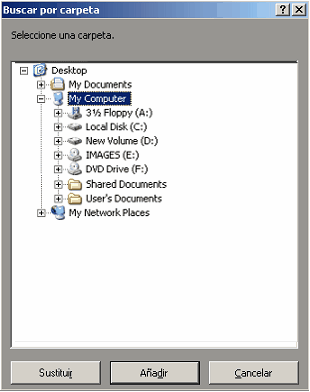 Buscar por carpeta
Seleccione una carpeta.
Desktop
My Documents
My Computer
3½ Floppy (A:)
Local Disk (C:)
New Volume (D:)
IMAGES (E:)
DVD Drive (F:)
Shared Documents
User's Documents
My Network Places
Sustituir
Añadir
Cancelar